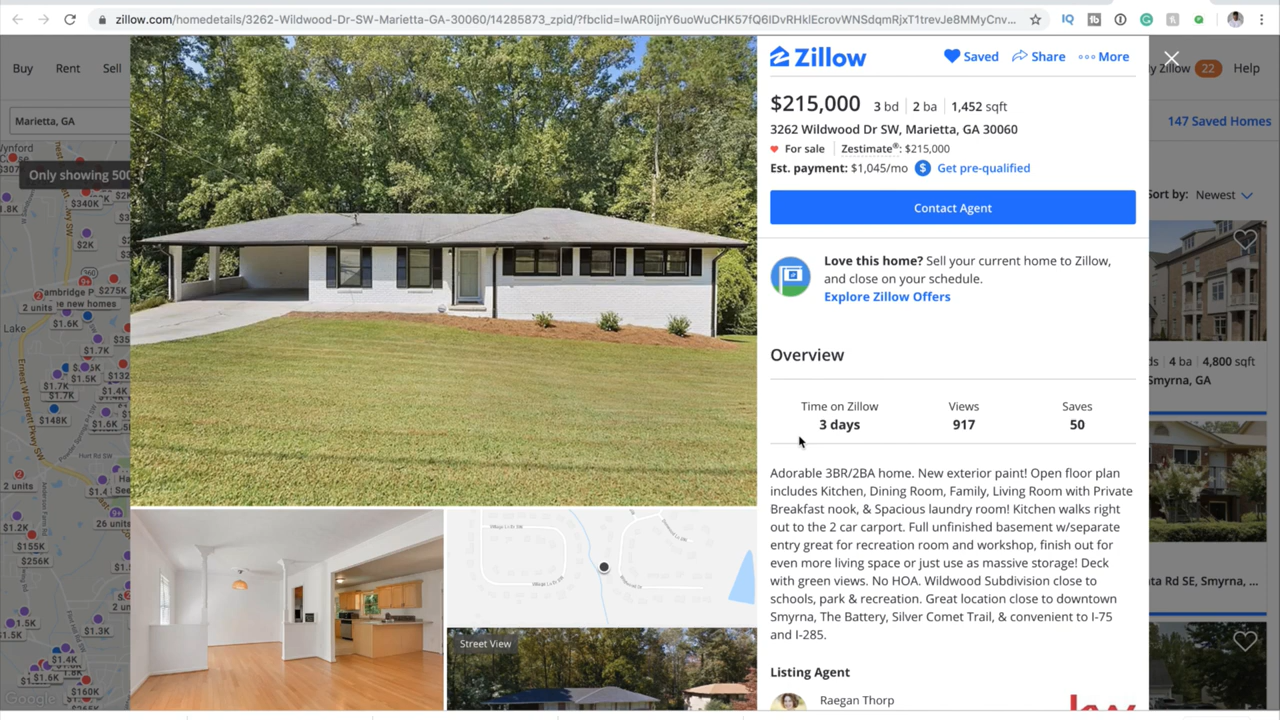 zillow.com/homedetails/3262-Wildwood-Dr-SW-Marietta-GA-30060/14285873_zpid/?fbclid=IwAR0ijnY6uoWuCHK57fQ6IDvRHklEcrovWNSdqmRjxT1trevJe8MMyCnv...
Buy Rent Sell
Marietta, GA
Only showing 500
$340K
$2K
360
$275K
new homes
2 units
$1.6K
Lake
$1.7K
$1.5K
$132
$1.7K
$1.4K
$1.7K
$148K
$1.6K
Ernest W Barrett Pkwy SW
2 units
$1.4
See
$1.2K
26 units
$155K
$256K
$1.3K
$1.4K
$1.6K
$160K
Google
Street View
Zillow
Saved Share More
$215,000 3 bd 2 ba 1,452 sqft
3262 Wildwood Dr SW, Marietta, GA 30060
For sale Zestimate®: $215,000
Est. payment: $1,045/mo $ Get pre-qualified
Contact Agent
Love this home? Sell your current home to Zillow,
and close on your schedule.
Explore Zillow Offers
Overview
Time on Zillow Views Saves
3 days 917 50
Adorable 3BR/2BA home. New exterior paint! Open floor plan
includes Kitchen, Dining Room, Family, Living Room with Private
Breakfast nook, & Spacious laundry room! Kitchen walks right
out to the 2 car carport. Full unfinished basement w/separate
entry great for recreation room and workshop, finish out for
even more living space or just use as massive storage! Deck
with green views. No HOA. Wildwood Subdivision close to
schools, park & recreation. Great location close to downtown
Smyrna, The Battery, Silver Comet Trail, & convenient to I-75
and I-285.
Listing Agent
Raegan Thorp
kw
y Zillow 22 Help
147 Saved Homes
Sort by: Newest
ds 4 ba 4,800 sqft
Smyrna, GA
ta Rd SE, Smyrna, ...